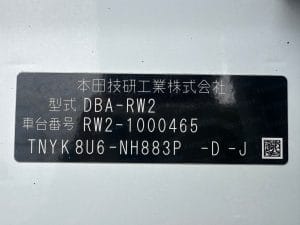 本田技研工業株式会社
型式 DBA-RW2
車台番号 RW2-1000465
TNYK 8U6-NH883P -D-J